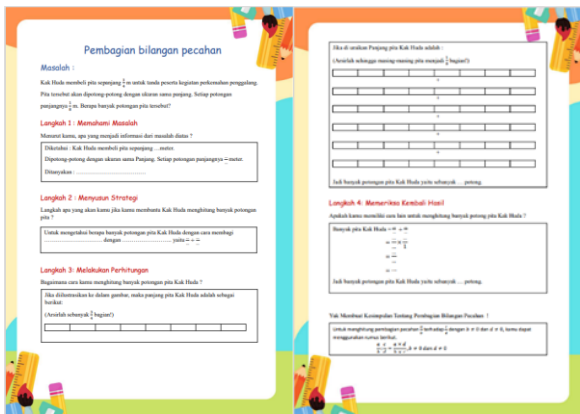 Pembagian bilangan pecahan
Masalah :
Kak Huda membeli pita sepanjang m untuk tanda peserta kegiatan perkemahan penggalang.
Pita tersebut akan dipotong-potong dengan ukuran sama panjang. Setiap potongan
panjangnya m. Berapa banyak potongan pita tersebut?
Langkah 1 : Memahami Masalah
Menurut kamu, apa yang menjadi informasi dari masalah diatas ?
Diketahui : Kak Huda membeli pita sepanjang ... meter
Dipotong-potong dengan ukuran sama Panjang. Setiap potongan panjangnya meter.
Ditanyakan :
Langkah 2 : Menyusun Strategi
Langkah apa yang akan kamu jika kamu membantu Kak Huda menghitung banyak potongan
pita ?
Untuk mengetahui berapa banyak potongan pita Kak Huda dengan cara membagi
dengan yaitu ÷
Langkah 3: Melakukan Perhitungan
Bagaimana cara kamu menghitung banyak potongan pita Kak Huda ?
Jika diilustrasikan ke dalam gambar, maka panjang pita Kak Huda adalah sebagai
berikut:
(Arsirlah sebanyak bagian!)
Jika di uraikan Panjang pita Kak Huda adalah :
(Arsirlah sehingga masing-masing pita menjadi bagian!)
Jadi banyak potongan pita Kak Huda yaitu sebanyak ... potong.
Langkah 4: Memeriksa Kembali Hasil
Apakah kamu memiliki cara lain untuk menghitung banyak potong pita Kak Huda ?
Banyak pita Kak Huda =
Jadi banyak potongan pita Kak Huda yaitu sebanyak ... potong.
Yuk Membuat Kesimpulan Tentang Pembagian Bilangan Pecahan !
Untuk menghitung pembagian pecahan a/b terhadap c/d dengan b ≠ 0 dan d ≠ 0, kamu dapat
menggunakan rumus berikut.
b ≠ 0 dan d ≠ 0